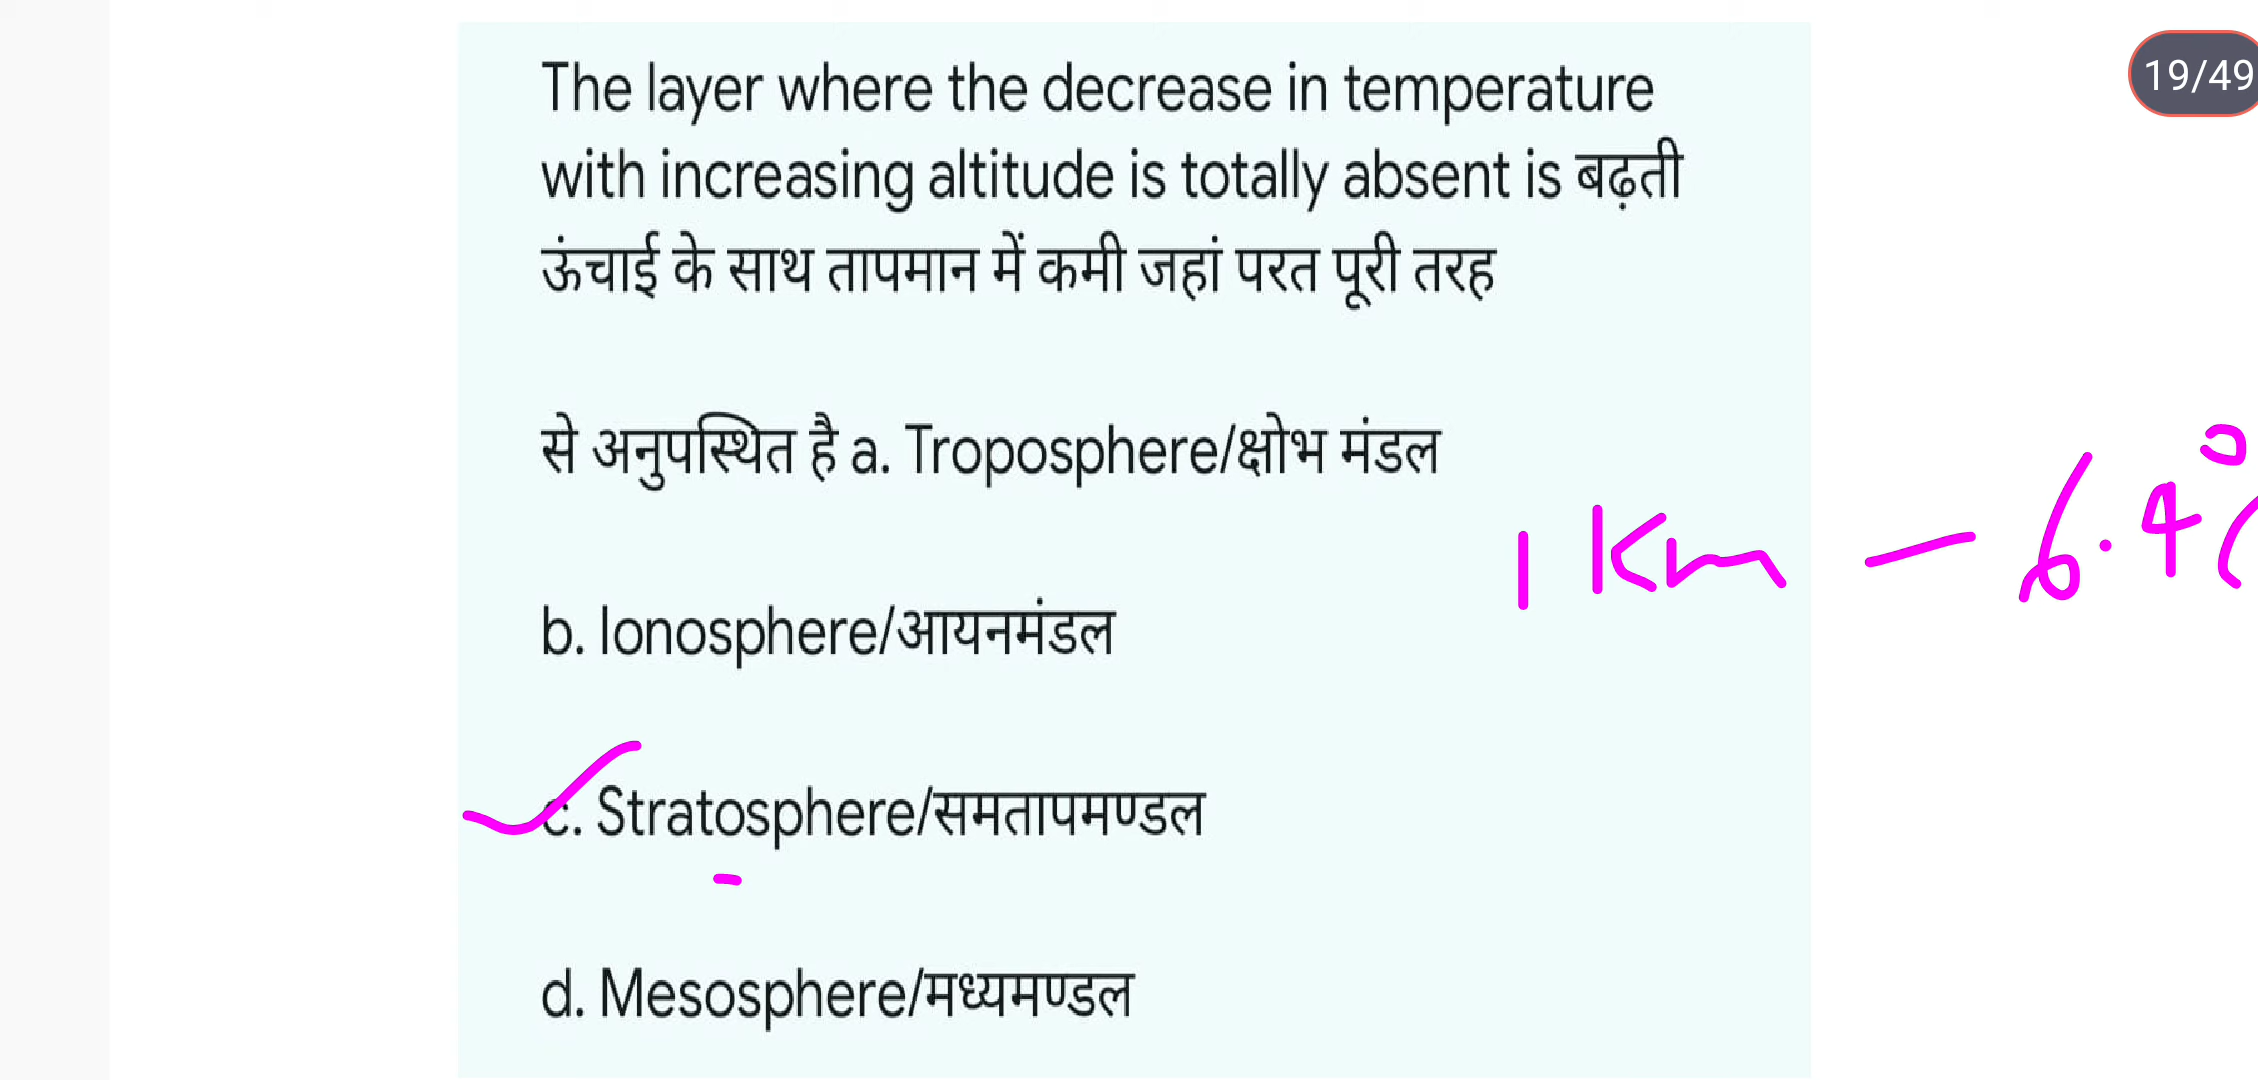 19/49
The layer where the decrease in temperature
with increasing altitude is totally absent is बढ़ती
ऊंचाई के साथ तापमान में कमी जहां परत पूरी तरह
से अनुपस्थित है a. Troposphere/क्षोभ मंडल
1 Km - 6.4°C
b. Ionosphere/आयनमंडल
c. Stratosphere/समतापमण्डल
d. Mesosphere/मध्यमण्डल